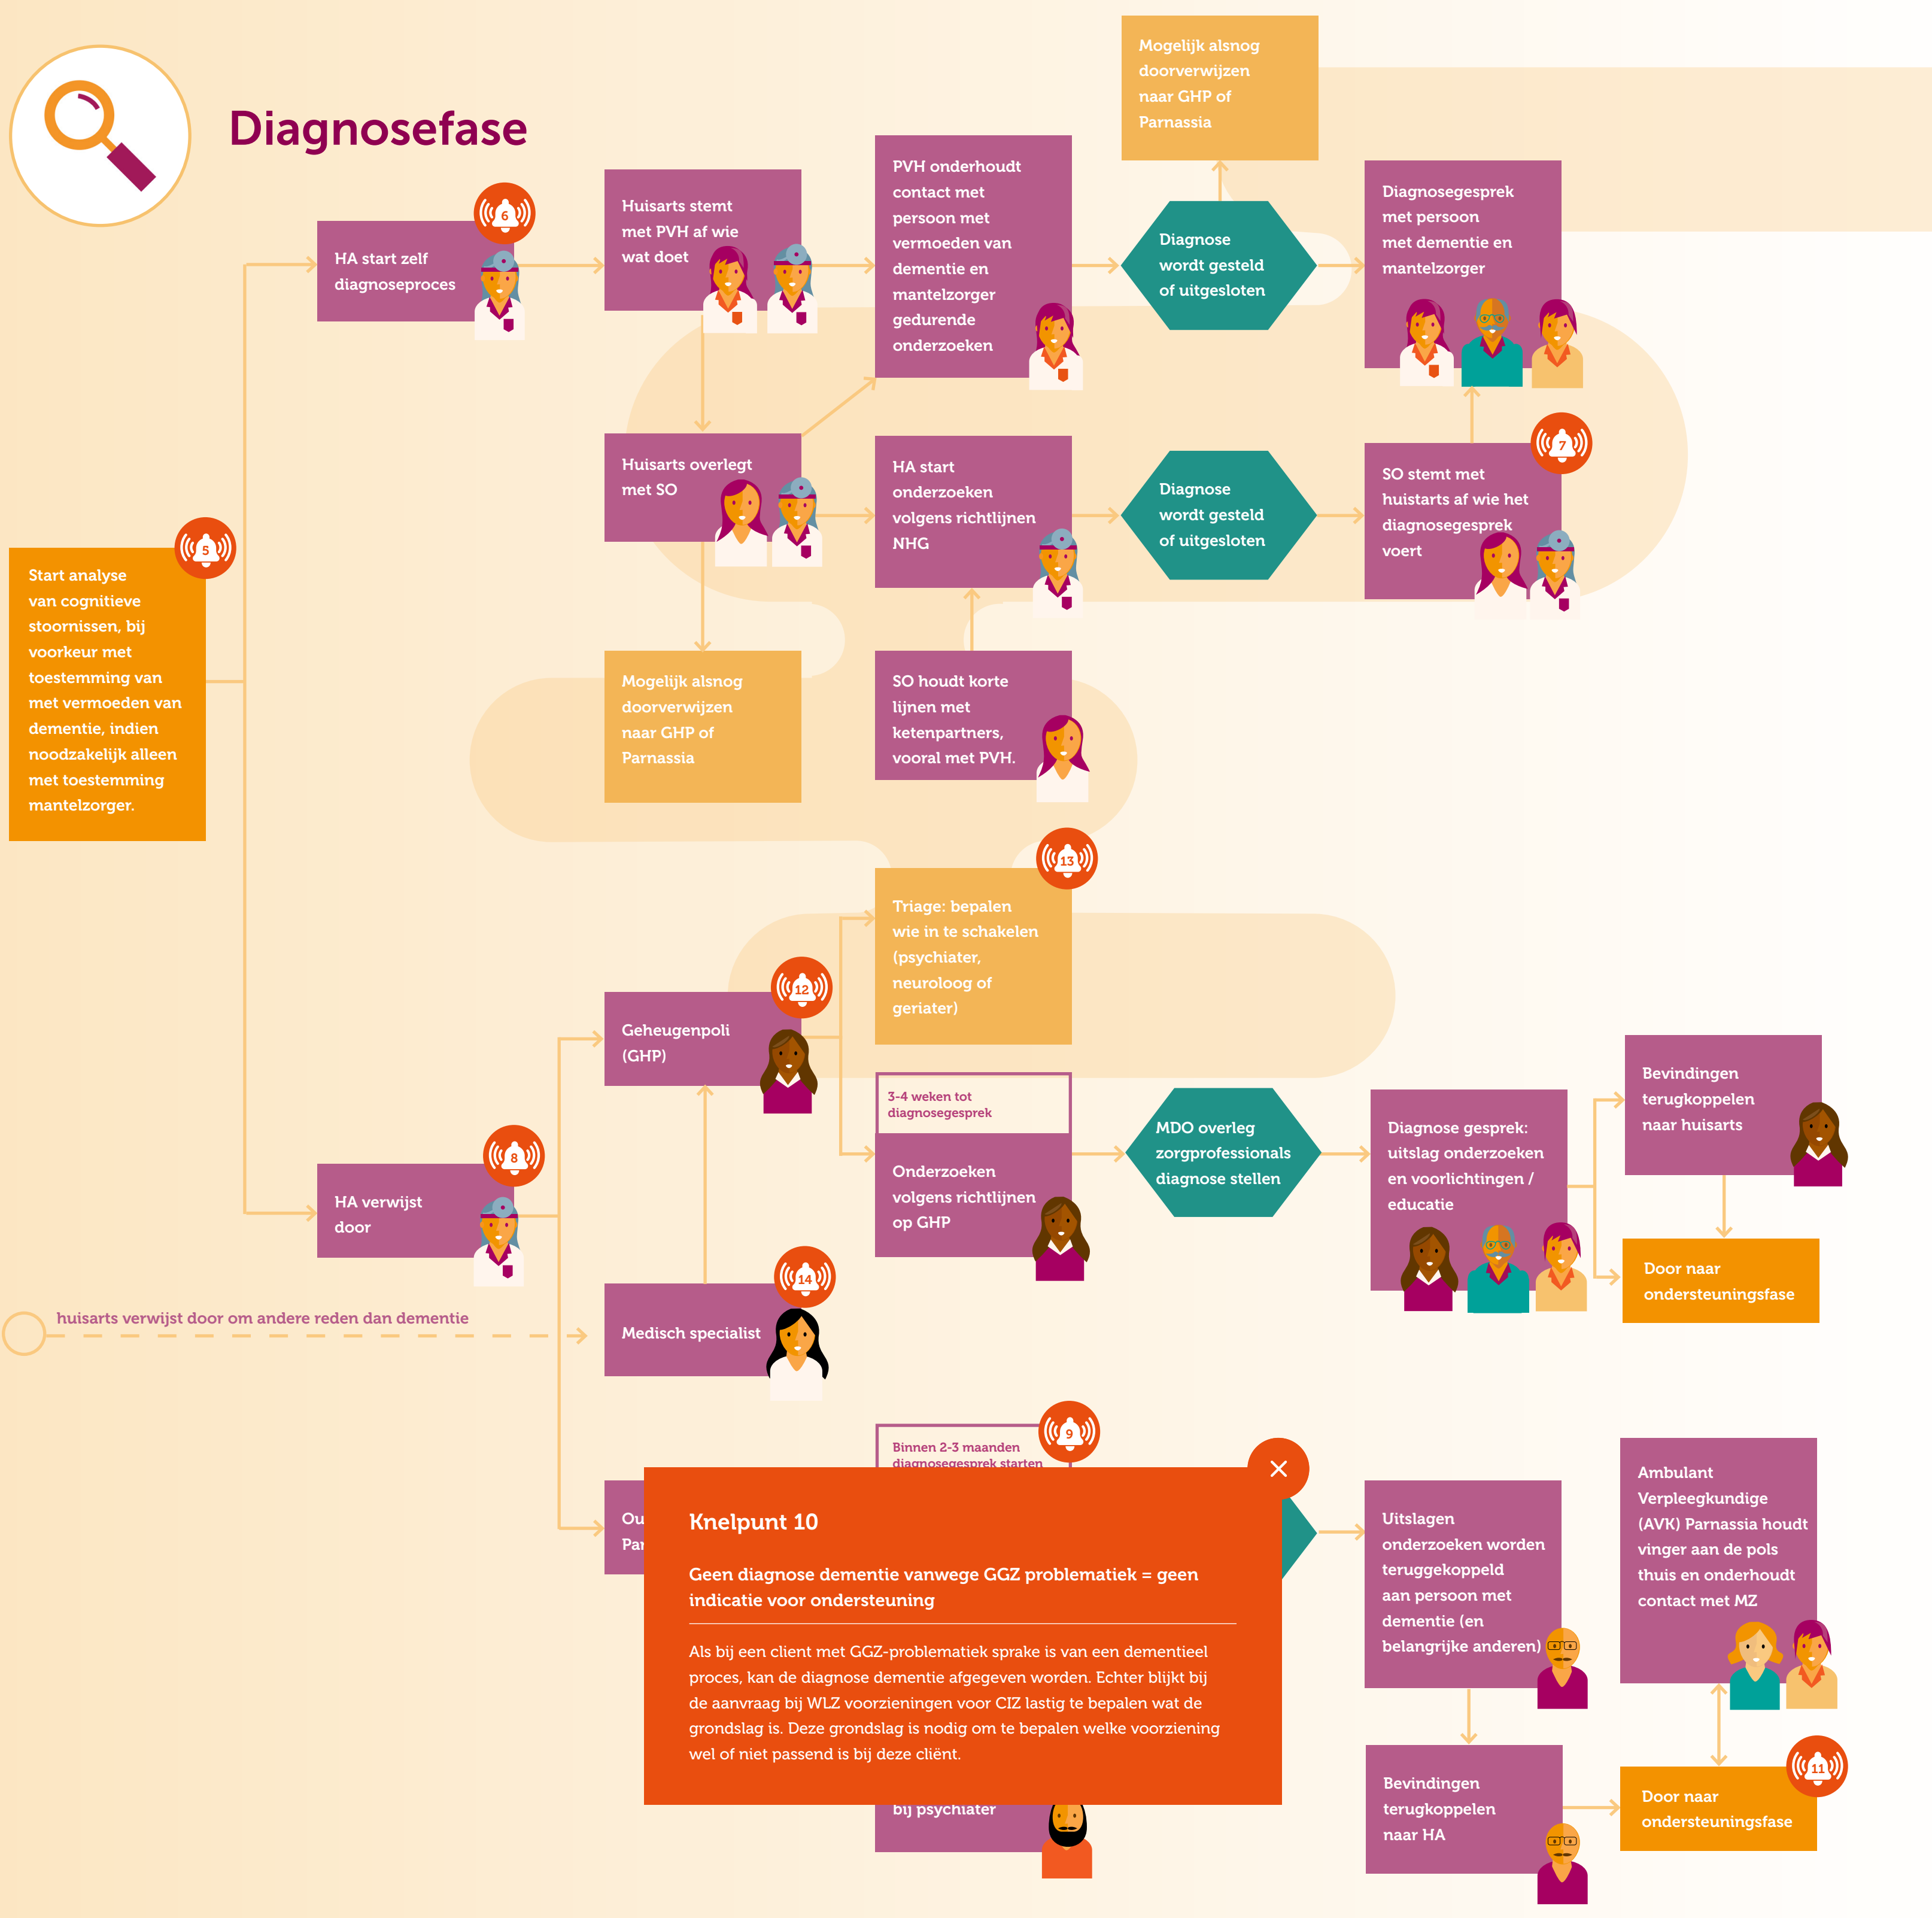 Diagnosefase
Mogelijk alsnog
doorverwijzen
naar GHP of
Parnassia
5
Start analyse
van cognitieve
stoornissen, bij
voorkeur met
toestemming van
met vermoeden van
dementie, indien
noodzakelijk alleen
met toestemming
mantelzorger.
6
HA start zelf
diagnoseproces
Huisarts stemt
met PVH af wie
wat doet
PVH onderhoudt
contact met
persoon met
vermoeden van
dementie en
mantelzorger
gedurende
onderzoeken
Diagnose
wordt gesteld
of uitgesloten
Diagnosegesprek
met persoon
met dementie en
mantelzorger
Huisarts overlegt
met SO
HA start
onderzoeken
volgens richtlijnen
NHG
Diagnose
wordt gesteld
of uitgesloten
7
SO stemt met
huistarts af wie het
diagnosegesprek
voert
Mogelijk alsnog
doorverwijzen
naar GHP of
Parnassia
SO houdt korte
lijnen met
ketenpartners,
vooral met PVH.
13
Triage: bepalen
wie in te schakelen
(psychiater,
neuroloog of
geriater)
12
Geheugenpoli
(GHP)
3-4 weken tot
diagnosegesprek
Onderzoeken
volgens richtlijnen
op GHP
MDO overleg
zorgprofessionals
diagnose stellen
Diagnose gesprek:
uitslag onderzoeken
en voorlichtingen /
educatie
Bevindingen
terugkoppelen
naar huisarts
Door naar
ondersteuningsfase
8
HA verwijst
door
huisarts verwijst door om andere reden dan dementie
14
Medisch specialist
9
Binnen 2-3 maanden
diagnosegesprek starten
Ou
Par
Knelpunt 10
Geen diagnose dementie vanwege GGZ problematiek = geen
indicatie voor ondersteuning
Als bij een client met GGZ-problematiek sprake is van een dementieel
proces, kan de diagnose dementie afgegeven worden. Echter blijkt bij
de aanvraag bij WLZ voorzieningen voor CIZ lastig te bepalen wat de
grondslag is. Deze grondslag is nodig om te bepalen welke voorziening
wel of niet passend is bij deze cliënt.
bij psychiater
Uitslagen
onderzoeken worden
teruggekoppeld
aan persoon met
dementie (en
belangrijke anderen)
Ambulant
Verpleegkundige
(AVK) Parnassia houdt
vinger aan de pols
thuis en onderhoudt
contact met MZ
Bevindingen
terugkoppelen
naar HA
11
Door naar
ondersteuningsfase